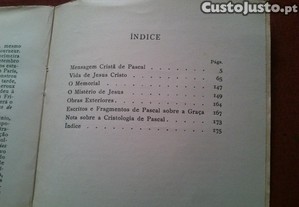 CustoJusto.pt
ÍNDICE
Págs.
Mensagem Cristã de Pascal . . . . 5
Vida de Jesus Cristo . . . . . 65
O Memorial . . . . . . . 147
O Mistério de Jesus . . . . . 149
Obras Exteriores. . . . . . . 164
Escritos e Fragmentos de Pascal sobre a Graça 167
Nota sobre a Cristologia de Pascal . . . 173
Índice . . . . . . . . 175